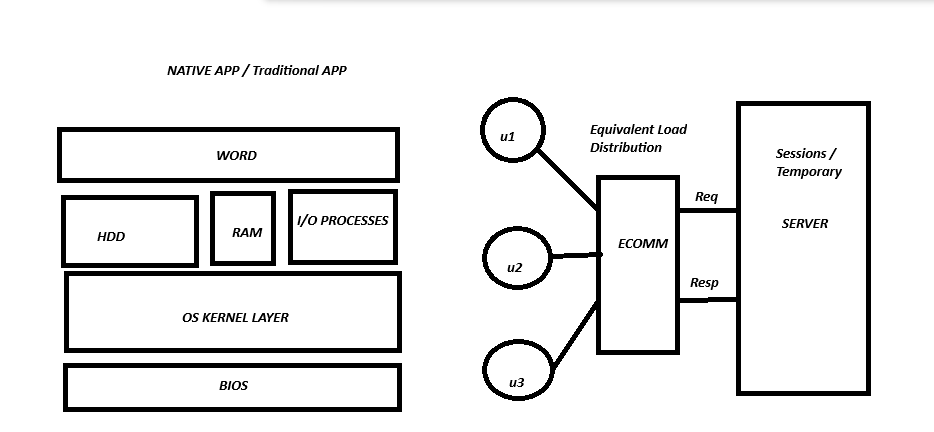 NATIVE APP / Traditional APP
WORD
HDD
RAM
I/O PROCESSES
OS KERNEL LAYER
BIOS
u1
u2
u3
Equivalent Load
Distribution
ECOMM
Req
Resp
Sessions /
Temporary
SERVER